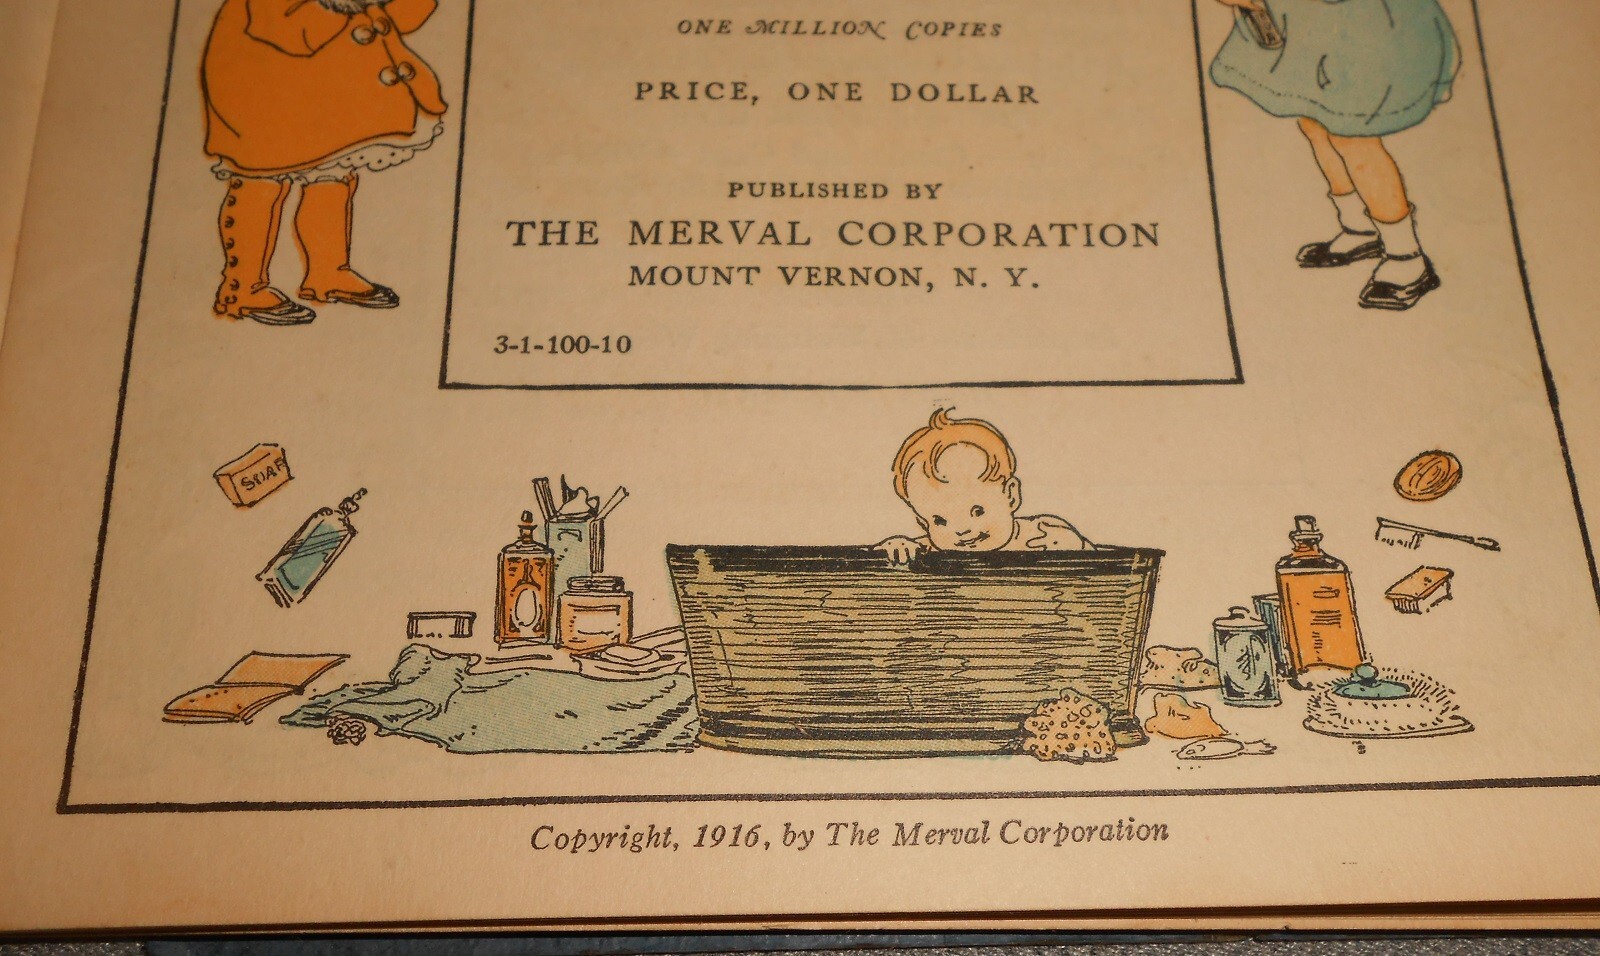 ONE MILLION COPIES
PRICE, ONE DOLLAR
PUBLISHED BY
THE MERVAL CORPORATION
MOUNT VERNON, N. Y.
3-1-100-10
SOAP
Copyright, 1916, by The Merval Corporation